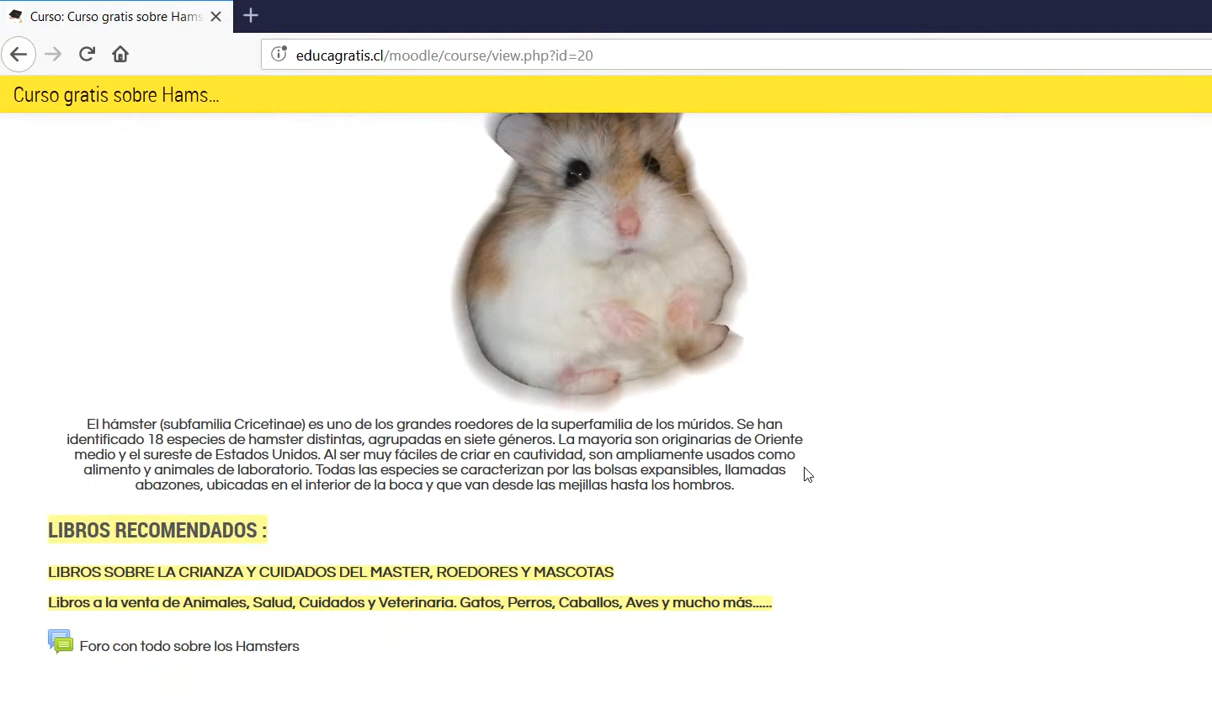 Curso: Curso gratis sobre Hams
educagratis.cl/moodle/course/view.php?id=20
Curso gratis sobre Hams...
El hámster (subfamilia Cricetinae) es uno de los grandes roedores de la superfamilia de los múridos. Se han
identificado 18 especies de hamster distintas, agrupadas en siete géneros. La mayoría son originarias de Oriente
medio y el sureste de Estados Unidos. Al ser muy fáciles de criar en cautividad, son ampliamente usados como
alimento y animales de laboratorio. Todas las especies se caracterizan por las bolsas expansibles, llamadas
abazones, ubicadas en el interior de la boca y que van desde las mejillas hasta los hombros.
LIBROS RECOMENDADOS :
LIBROS SOBRE LA CRIANZA Y CUIDADOS DEL MASTER, ROEDORES Y MASCOTAS
Libros a la venta de Animales, Salud, Cuidados y Veterinaria. Gatos, Perros, Caballos, Aves y mucho más......
Foro con todo sobre los Hamsters